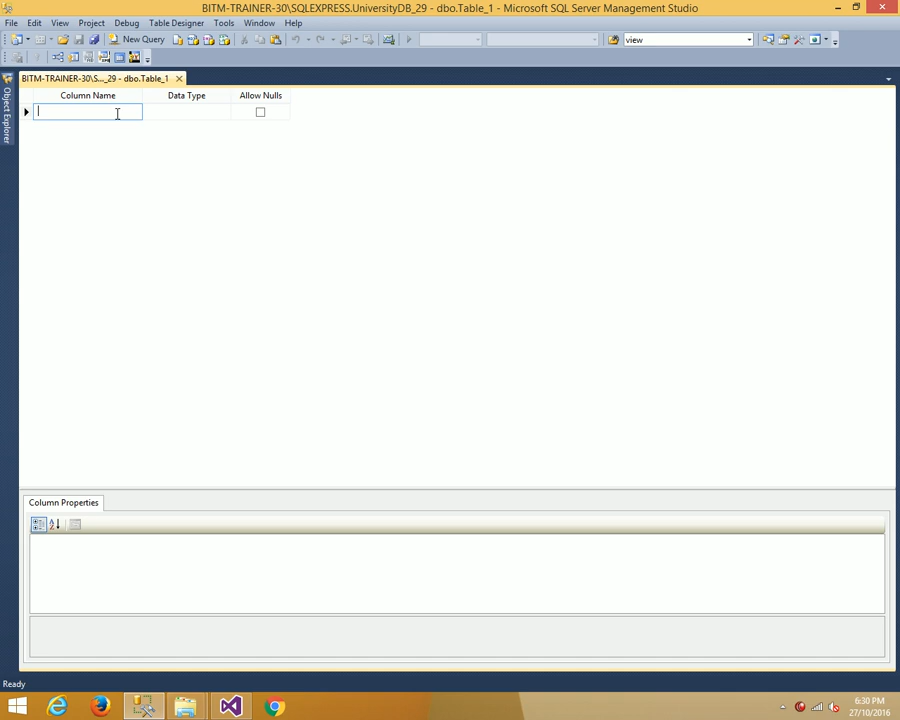 BITM-TRAINER-30\SQLEXPRESS.UniversityDB_29 - dbo.Table_1 - Microsoft SQL Server Management Studio
File Edit View Project Debug Table Designer Tools Window Help
New Query view
BITM-TRAINER-30\S..._29 - dbo.Table_1
Object Explorer
Column Name Data Type Allow Nulls
Column Properties
Ready
6:30 PM
27/10/2016